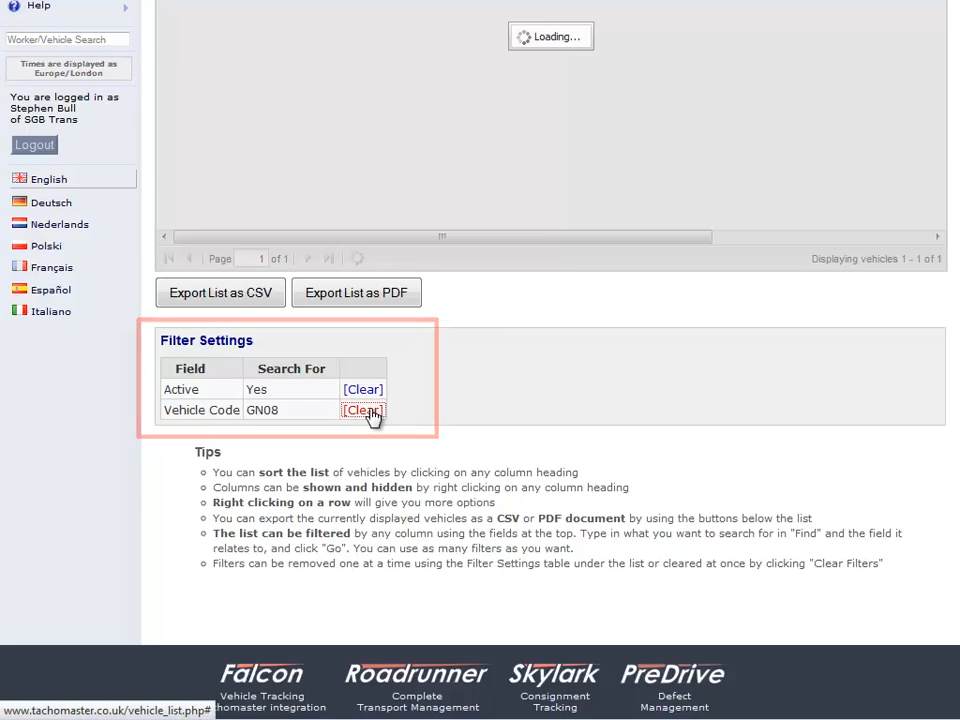 Help
Worker/Vehicle Search
Times are displayed as
Europe/London
You are logged in as
Stephen Bull
of SGB Trans
Logout
English
Deutsch
Nederlands
Polski
Français
Español
Italiano
Loading...
Page 1 of 1
Displaying vehicles 1 - 1 of 1
Export List as CSV
Export List as PDF
Filter Settings
Field Search For
Active Yes [Clear]
Vehicle Code GN08 [Clear]
Tips
You can sort the list of vehicles by clicking on any column heading
Columns can be shown and hidden by right clicking on any column heading
Right clicking on a row will give you more options
You can export the currently displayed vehicles as a CSV or PDF document by using the buttons below the list
The list can be filtered by any column using the fields at the top. Type in what you want to search for in "Find" and the field it
relates to, and click "Go". You can use as many filters as you want.
Filters can be removed one at a time using the Filter Settings table under the list or cleared at once by clicking "Clear Filters"
Falcon
Vehicle Tracking
homaster integration
Roadrunner
Complete
Transport Management
Skylark
Consignment
Tracking
PreDrive
Defect
Management
www.tachomaster.co.uk/vehicle_list.php#